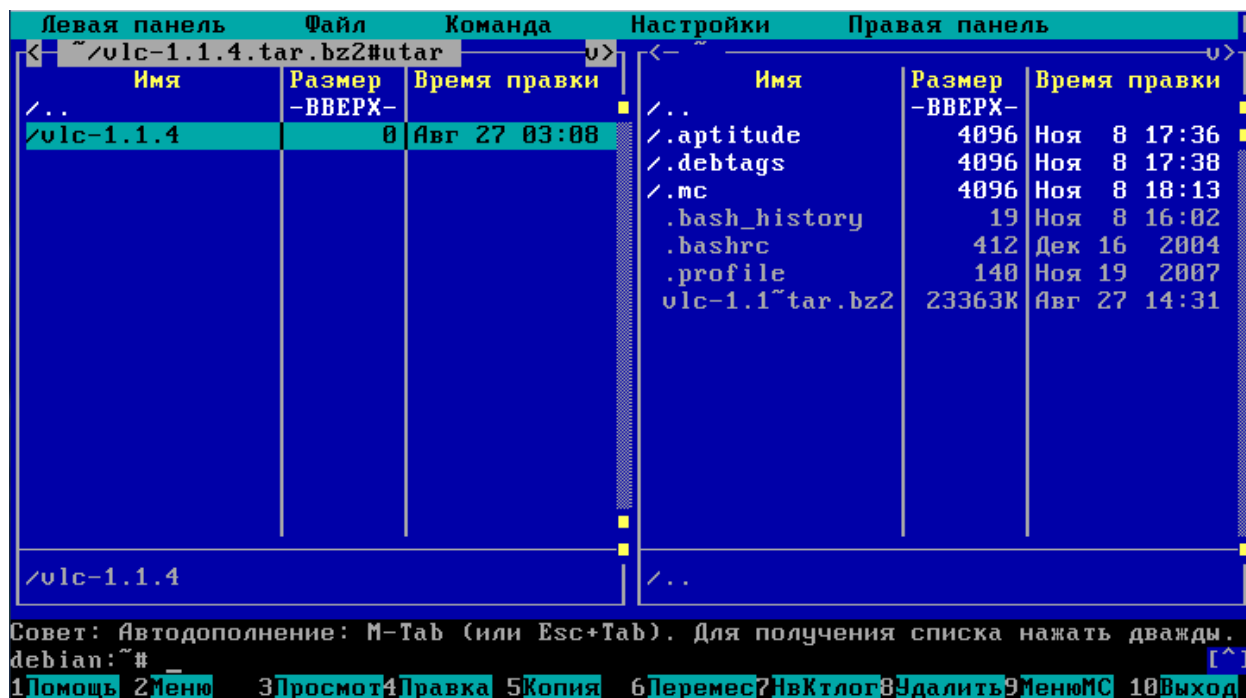 Левая панель Файл Команда Настройки Правая панель
<─ ~/vlc-1.1.4.tar.bz2#utar ─v> <─ ~ ─v>
Имя Размер Время правки Имя Размер Время правки
/.. -ВВЕРХ- /.. -ВВЕРХ-
/vlc-1.1.4 0 Авг 27 03:08 /.aptitude 4096 Ноя 8 17:36
/.debtags 4096 Ноя 8 17:38
/.mc 4096 Ноя 8 18:13
.bash_history 19 Ноя 8 16:02
.bashrc 412 Дек 16 2004
.profile 140 Ноя 19 2007
vlc-1.1~tar.bz2 23363K Авг 27 14:31
/vlc-1.1.4 /..
Совет: Автодополнение: M-Tab (или Esc+Tab). Для получения списка нажать дважды.
debian:~# _ [^]
1Помощь 2Меню 3Просмот4Правка 5Копия 6Перемес7НвКтлог8Удалить9МенюМС 10Выход